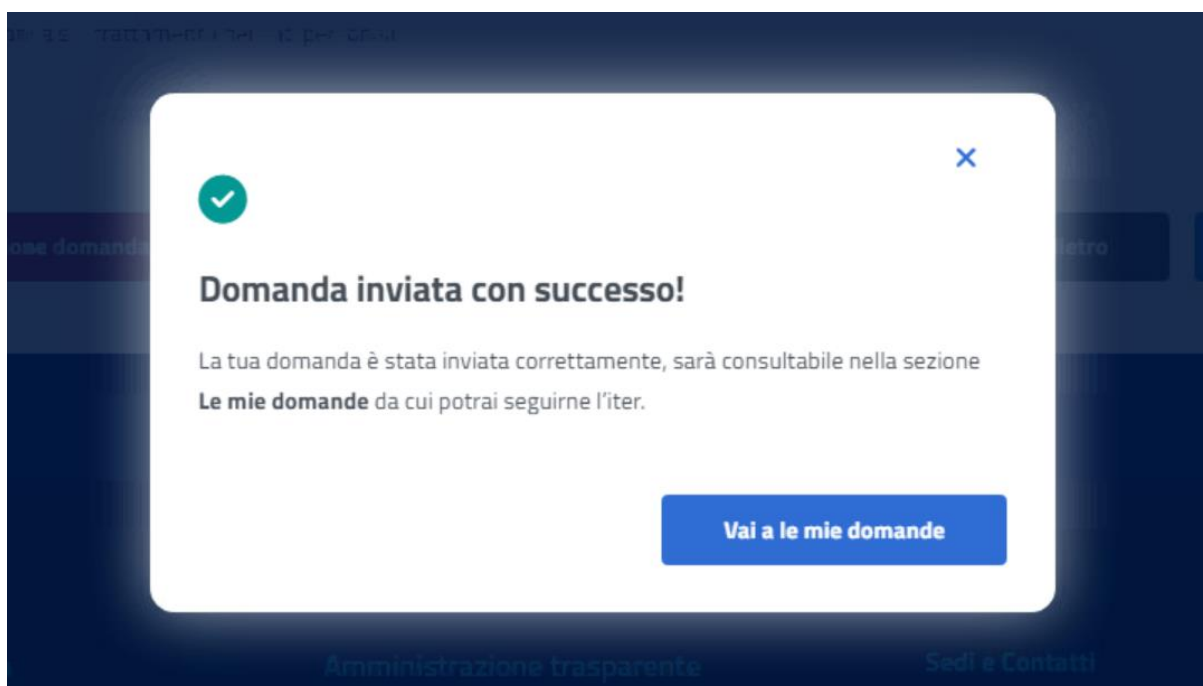 Domanda inviata con successo!
La tua domanda è stata inviata correttamente, sarà consultabile nella sezione
Le mie domande da cui potrai seguirne l'iter.
Vai a le mie domande
domanda
Amministrazione trasparente
Sedi e Contatti